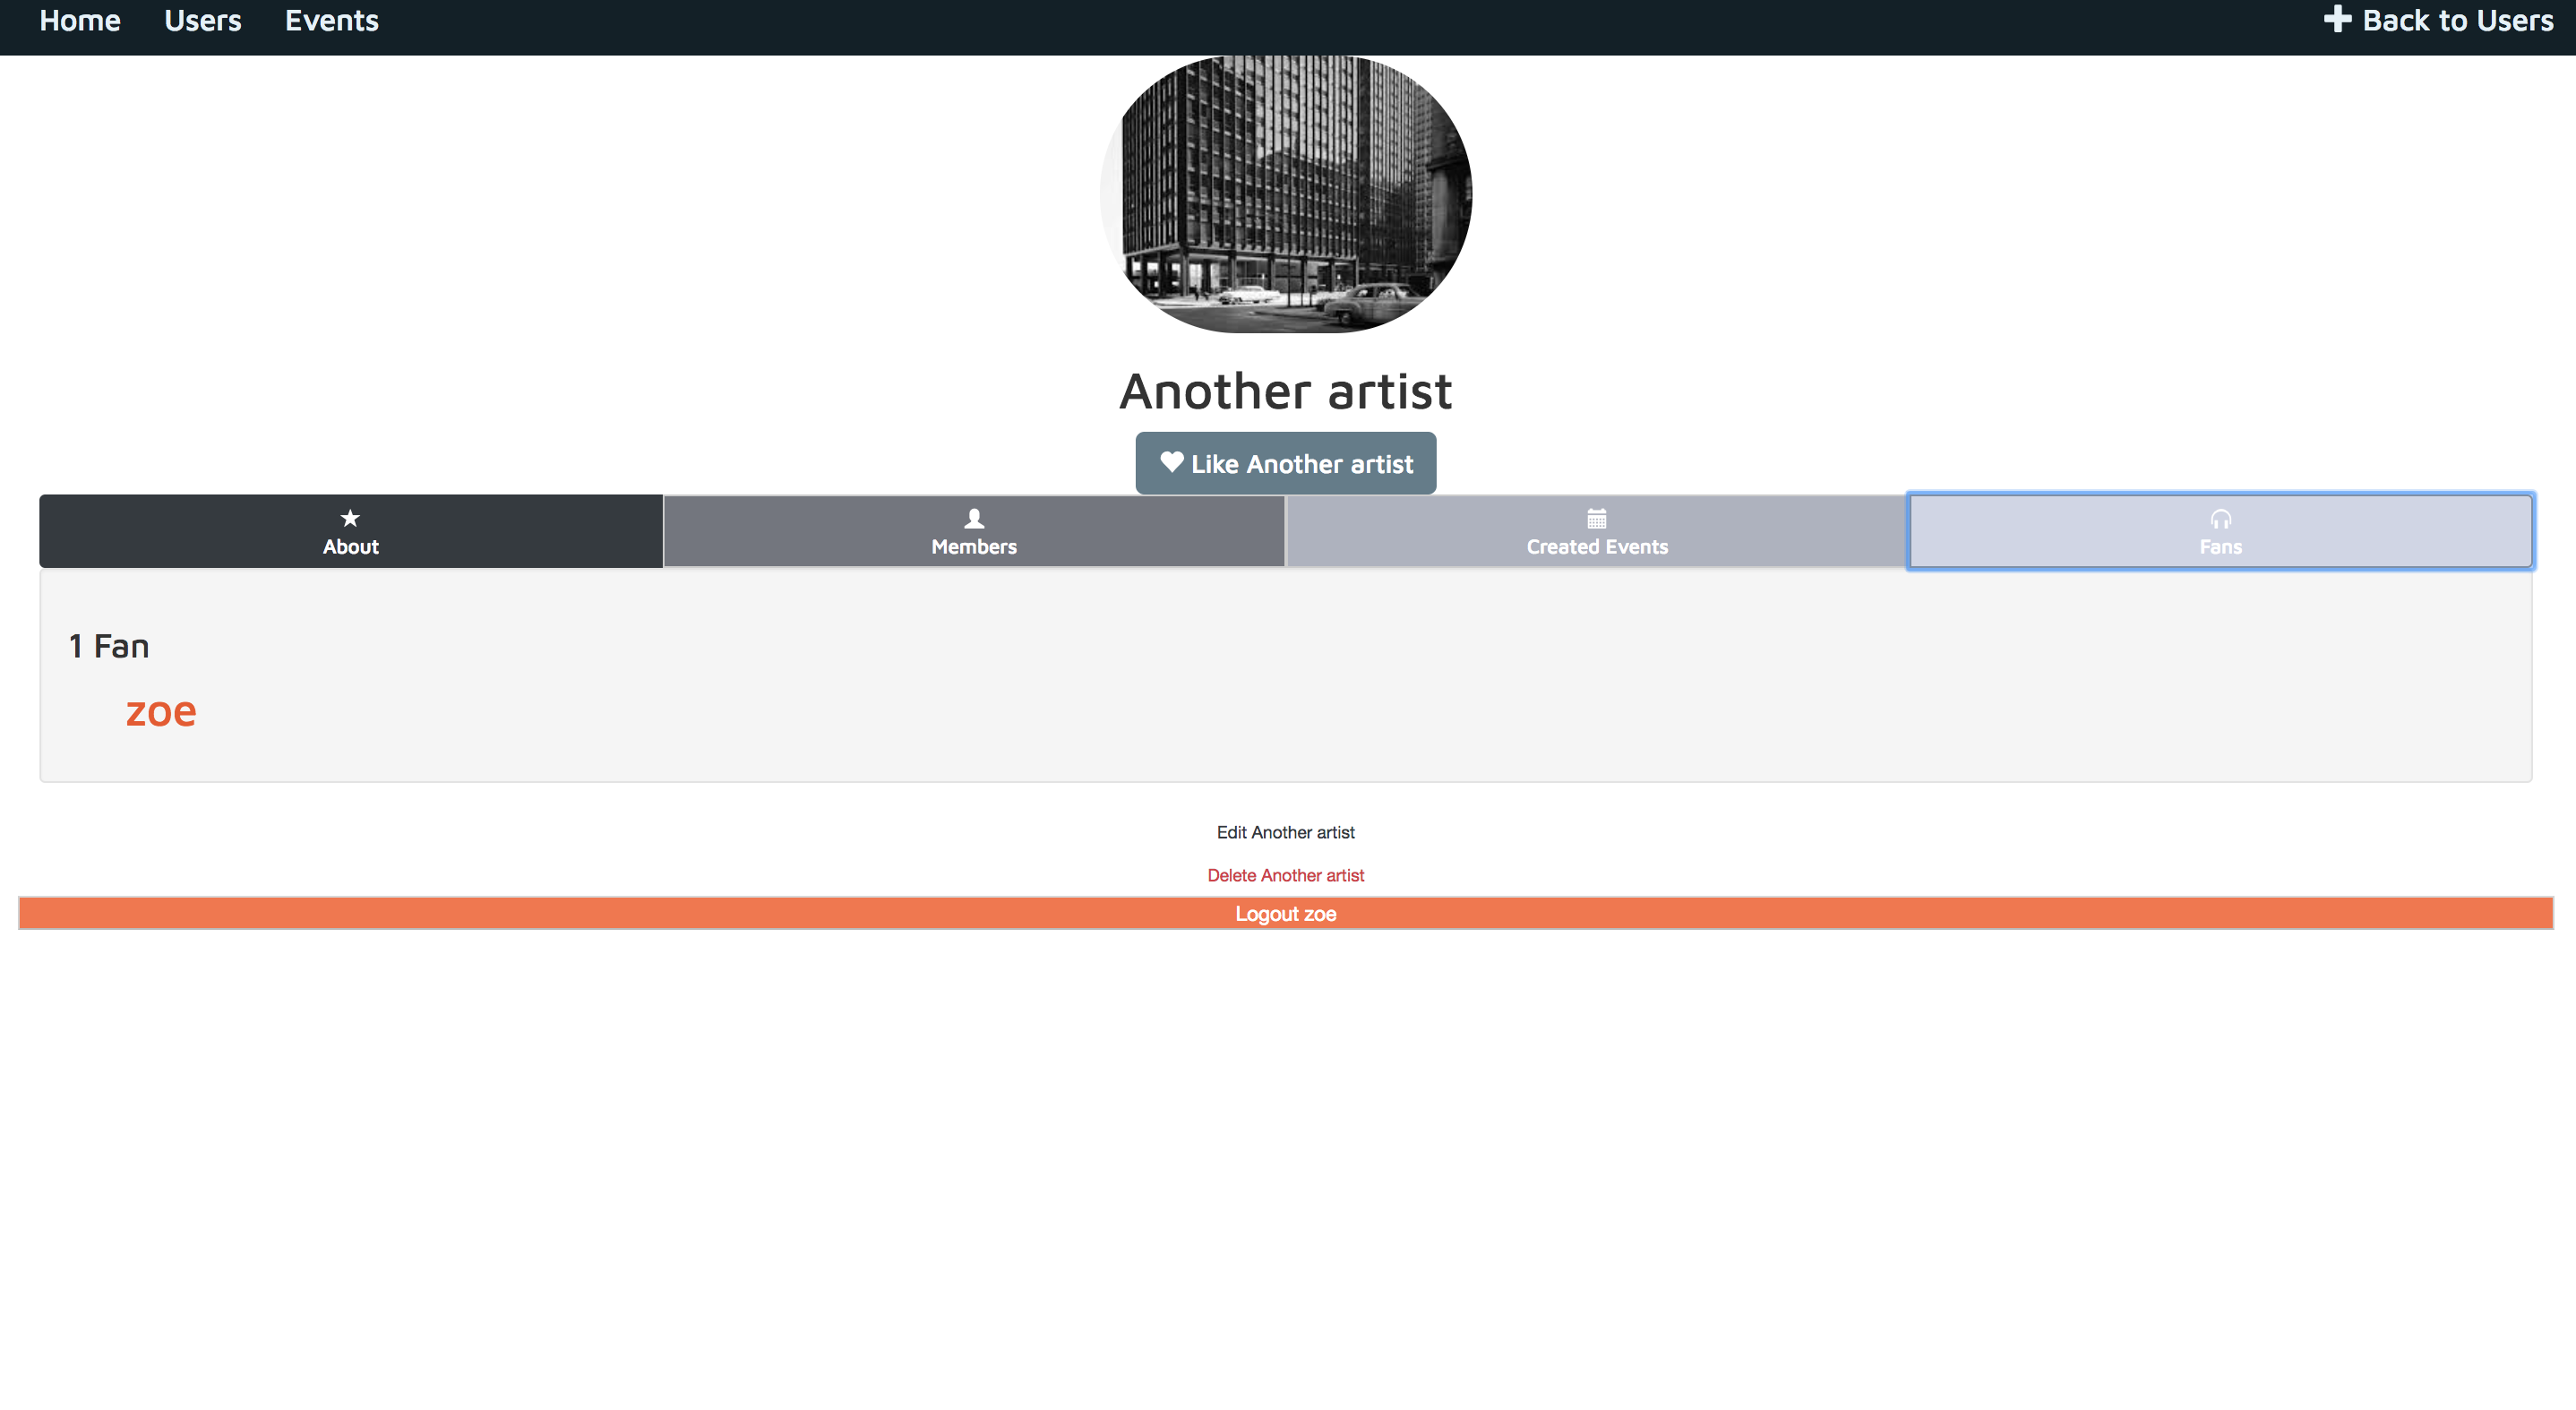 Home Users Events Back to Users
Another artist
Like Another artist
About Members Created Events Fans
1 Fan
zoe
Edit Another artist
Delete Another artist
Logout zoe